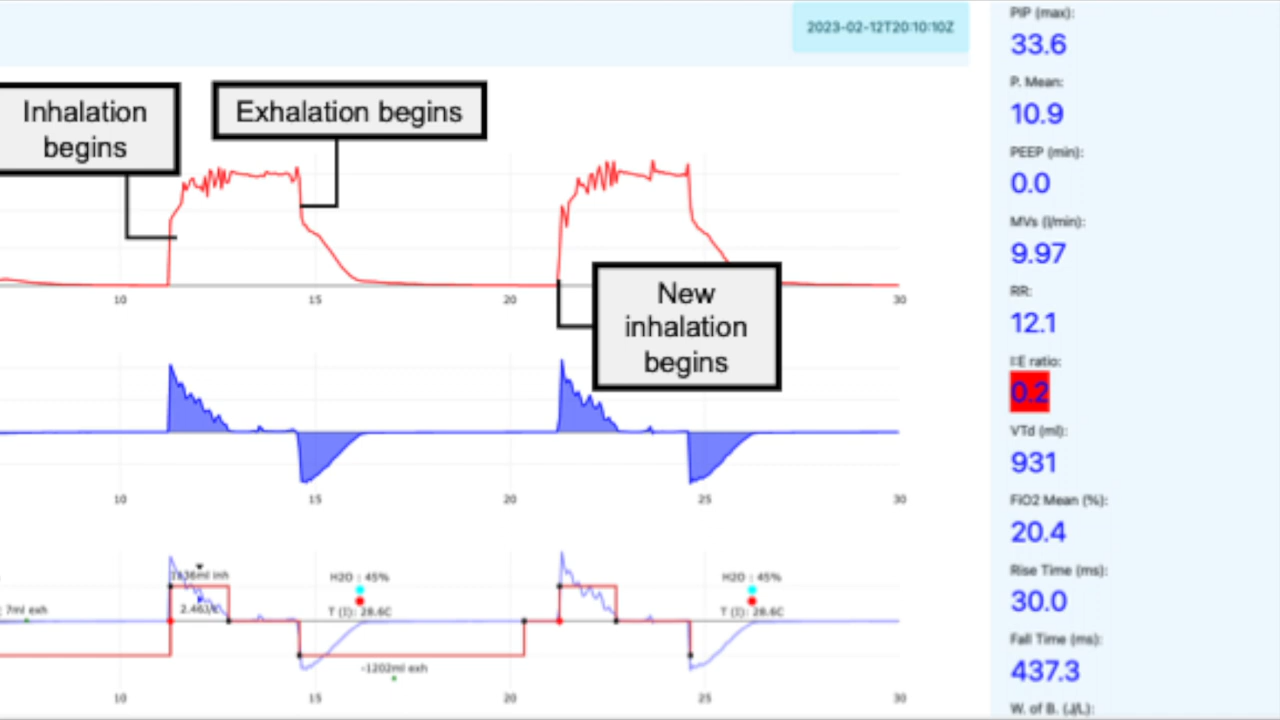 2023-02-12T20:10:10Z
Inhalation
begins
Exhalation begins
New
inhalation
begins
10
15
20
30
10
15
20
25
30
7ml exh
H2O : 45%
T (I): 28.6C
-1202ml exh
H2O : 45%
T (I): 28.6C
10
15
20
25
30
PIP (max):
33.6
P. Mean:
10.9
PEEP (min):
0.0
MVs (l/min):
9.97
RR:
12.1
I:E ratio:
0.2
VTd (ml):
931
FiO2 Mean (%):
20.4
Rise Time (ms):
30.0
Fall Time (ms):
437.3
W. of B. (J/L):